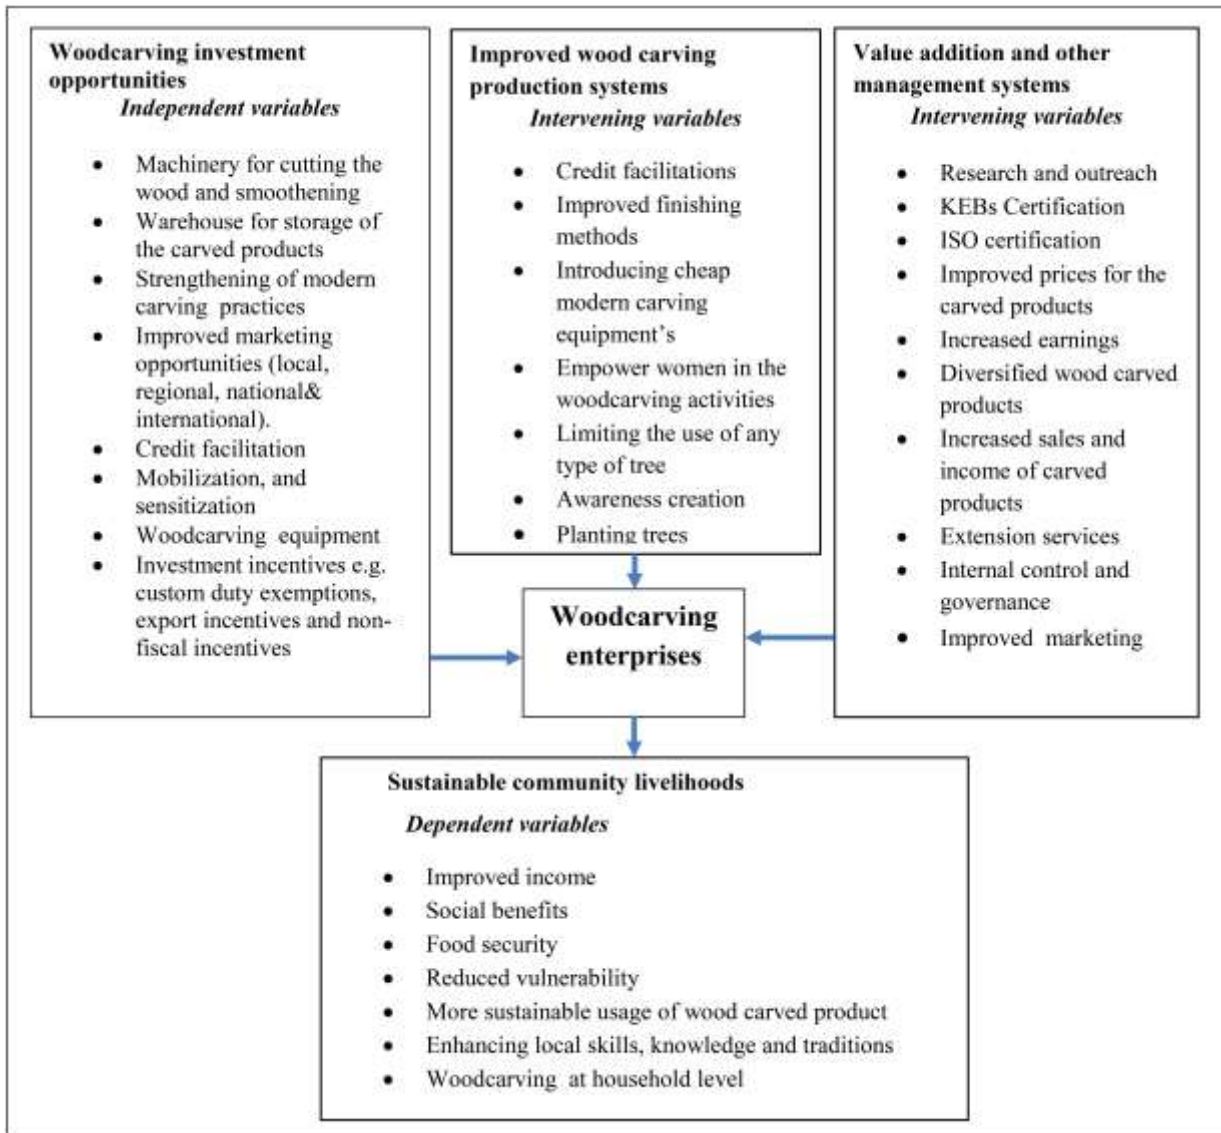 Woodcarving investment
opportunities
Independent variables
• Machinery for cutting the
wood and smoothening
• Warehouse for storage of
the carved products
• Strengthening of modern
carving practices
• Improved marketing
opportunities (local,
regional, national&
international).
• Credit facilitation
• Mobilization, and
sensitization
• Woodcarving equipment
• Investment incentives e.g.
custom duty exemptions,
export incentives and non-
fiscal incentives
Improved wood carving
production systems
Intervening variables
• Credit facilitations
• Improved finishing
methods
• Introducing cheap
modern carving
equipment’s
• Empower women in the
woodcarving activities
• Limiting the use of any
type of tree
• Awareness creation
• Planting trees
Value addition and other
management systems
Intervening variables
• Research and outreach
• KEBs Certification
• ISO certification
• Improved prices for the
carved products
• Increased earnings
• Diversified wood carved
products
• Increased sales and
income of carved
products
• Extension services
• Internal control and
governance
• Improved marketing
Woodcarving
enterprises
Sustainable community livelihoods
Dependent variables
• Improved income
• Social benefits
• Food security
• Reduced vulnerability
• More sustainable usage of wood carved product
• Enhancing local skills, knowledge and traditions
• Woodcarving at household level